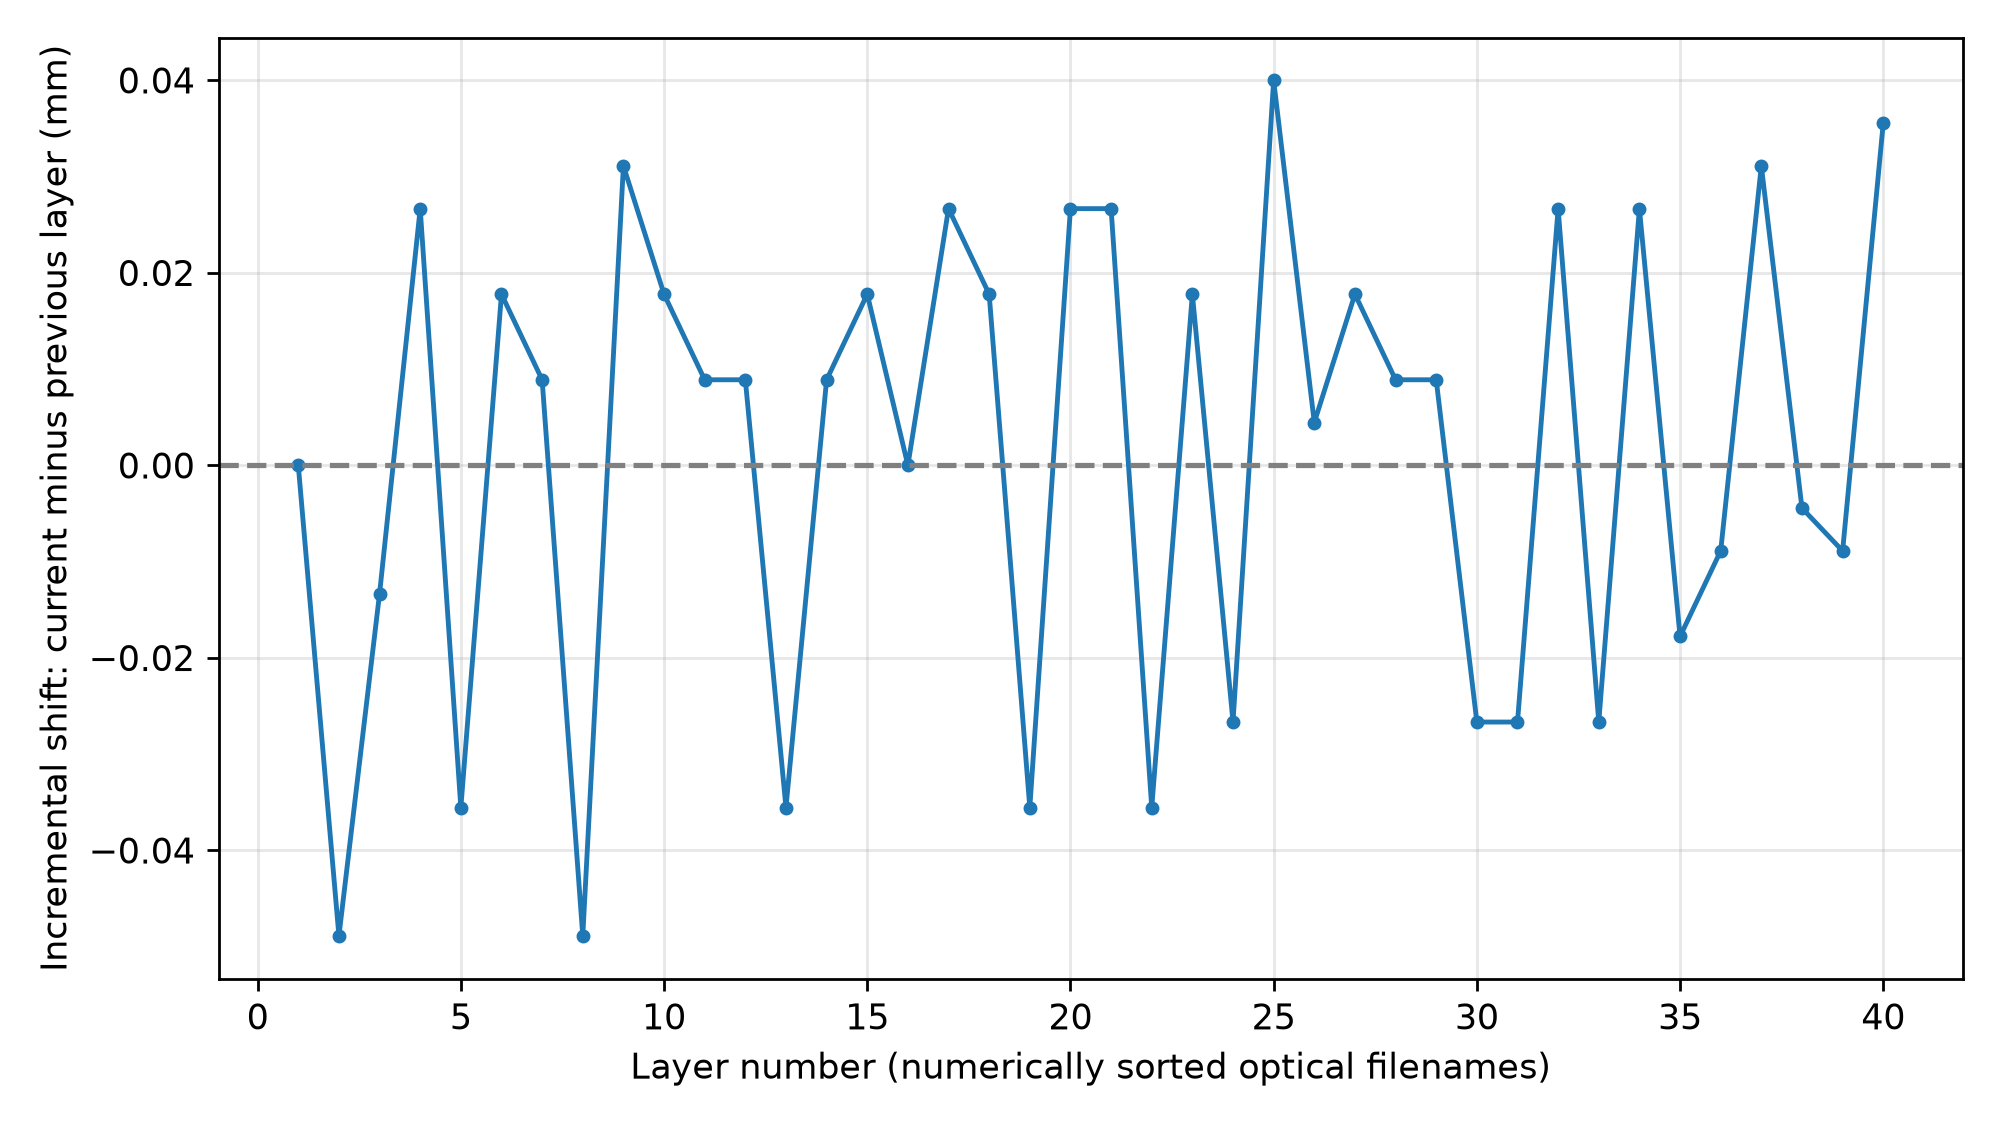 Incremental shift: current minus previous layer (mm)
0.04
0.02
0.00
−0.02
−0.04
0 5 10 15 20 25 30 35 40
Layer number (numerically sorted optical filenames)